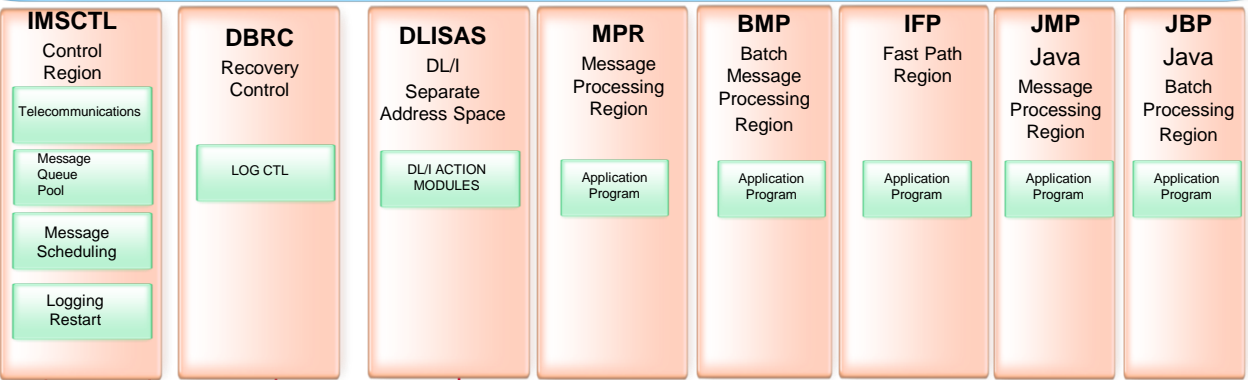 IMSCTL
Control
Region
Telecommunications
Message
Queue
Pool
Message
Scheduling
Logging
Restart
DBRC
Recovery
Control
LOG CTL
DLISAS
DL/I
Separate
Address Space
DL/I ACTION
MODULES
MPR
Message
Processing
Region
Application
Program
BMP
Batch
Message
Processing
Region
Application
Program
IFP
Fast Path
Region
Application
Program
JMP
Java
Message
Processing
Region
Application
Program
JBP
Java
Batch
Processing
Region
Application
Program